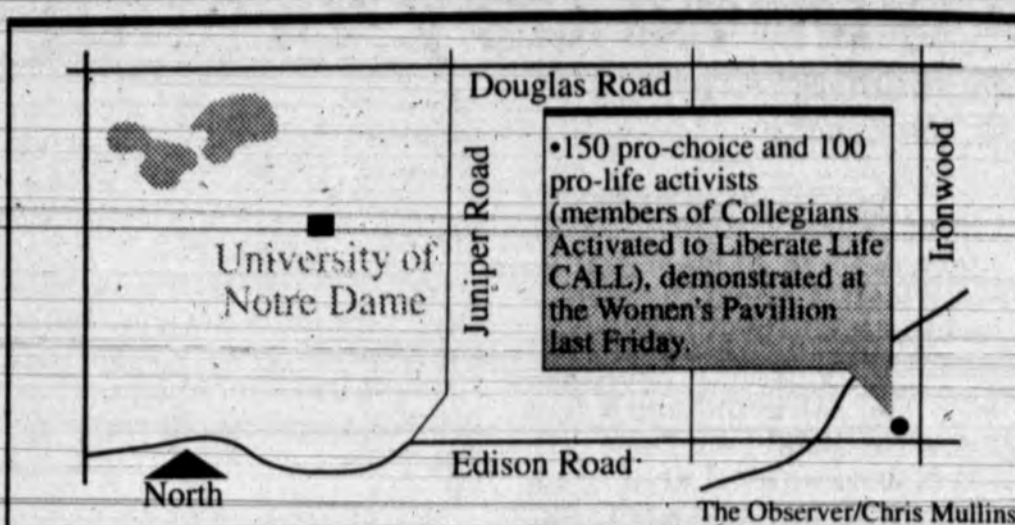 Douglas Road
•150 pro-choice and 100
pro-life activists
(members of Collegians
Activated to Liberate Life
CALL), demonstrated at
the Women's Pavillion
last Friday.
Juniper Road
Ironwood
University of
Notre Dame
Edison Road
North
The Observer/Chris Mullins